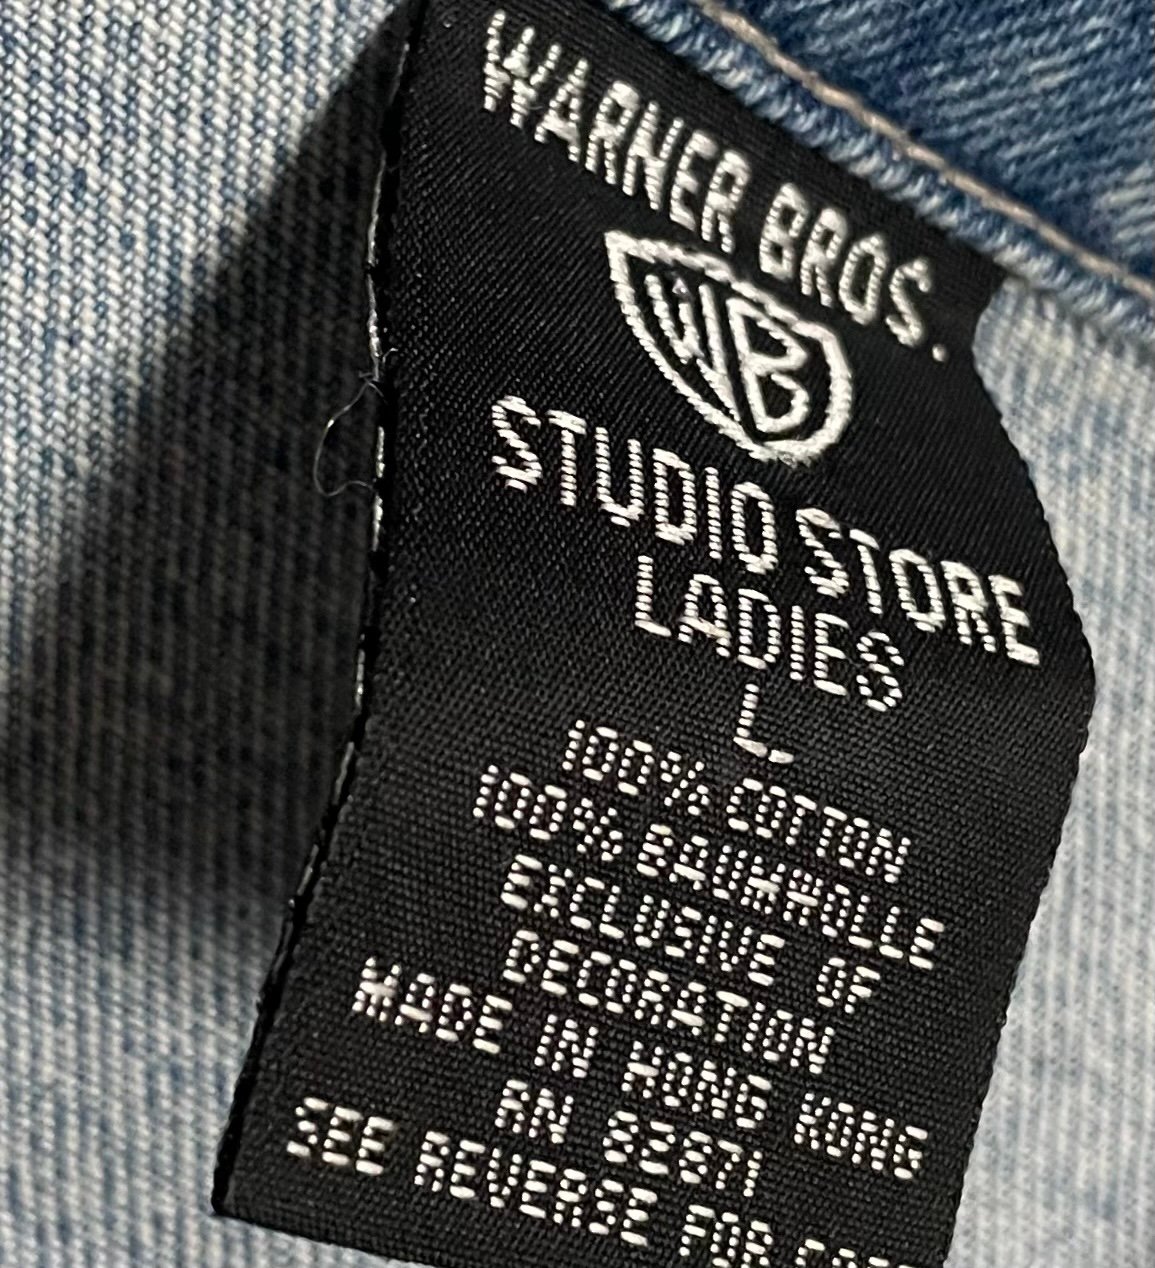 WARNER BROS.
WB
STUDIO STORE
LADIES
L
100% COTTON
100% BAUMWOLLE
EXCLUSIVE OF
DECORATION
MADE IN HONG KONG
RN 82871
SEE REVERSE FOR